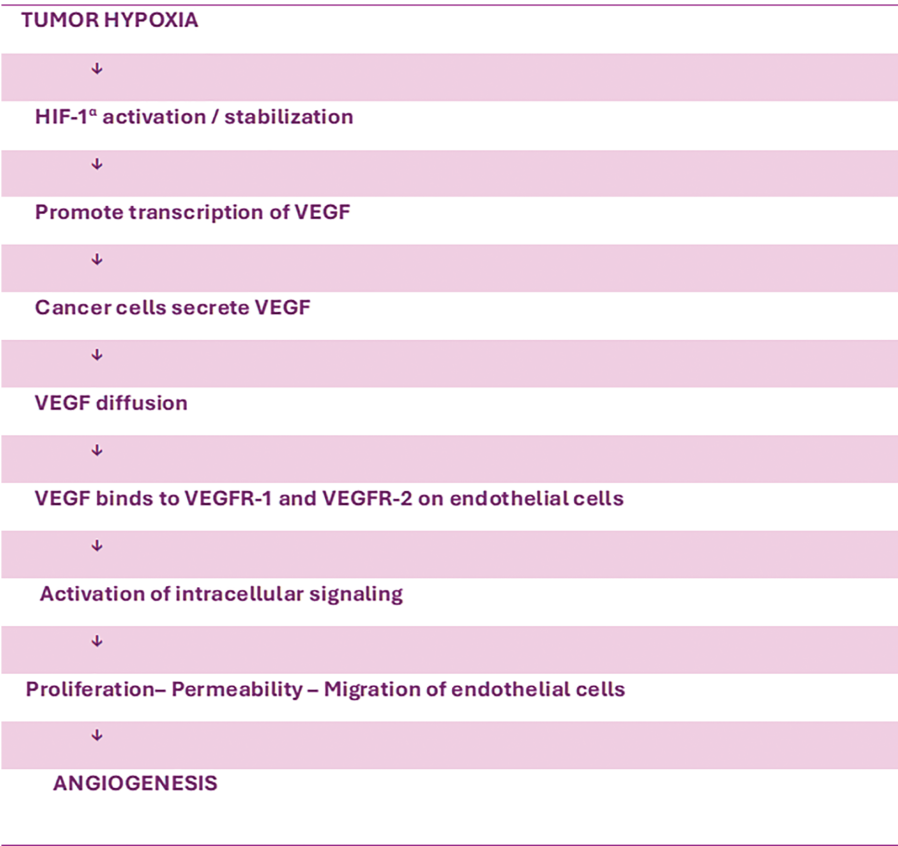 TUMOR HYPOXIA
↓
HIF-1ᵅ activation / stabilization
↓
Promote transcription of VEGF
↓
Cancer cells secrete VEGF
↓
VEGF diffusion
↓
VEGF binds to VEGFR-1 and VEGFR-2 on endothelial cells
↓
Activation of intracellular signaling
↓
Proliferation– Permeability – Migration of endothelial cells
↓
ANGIOGENESIS